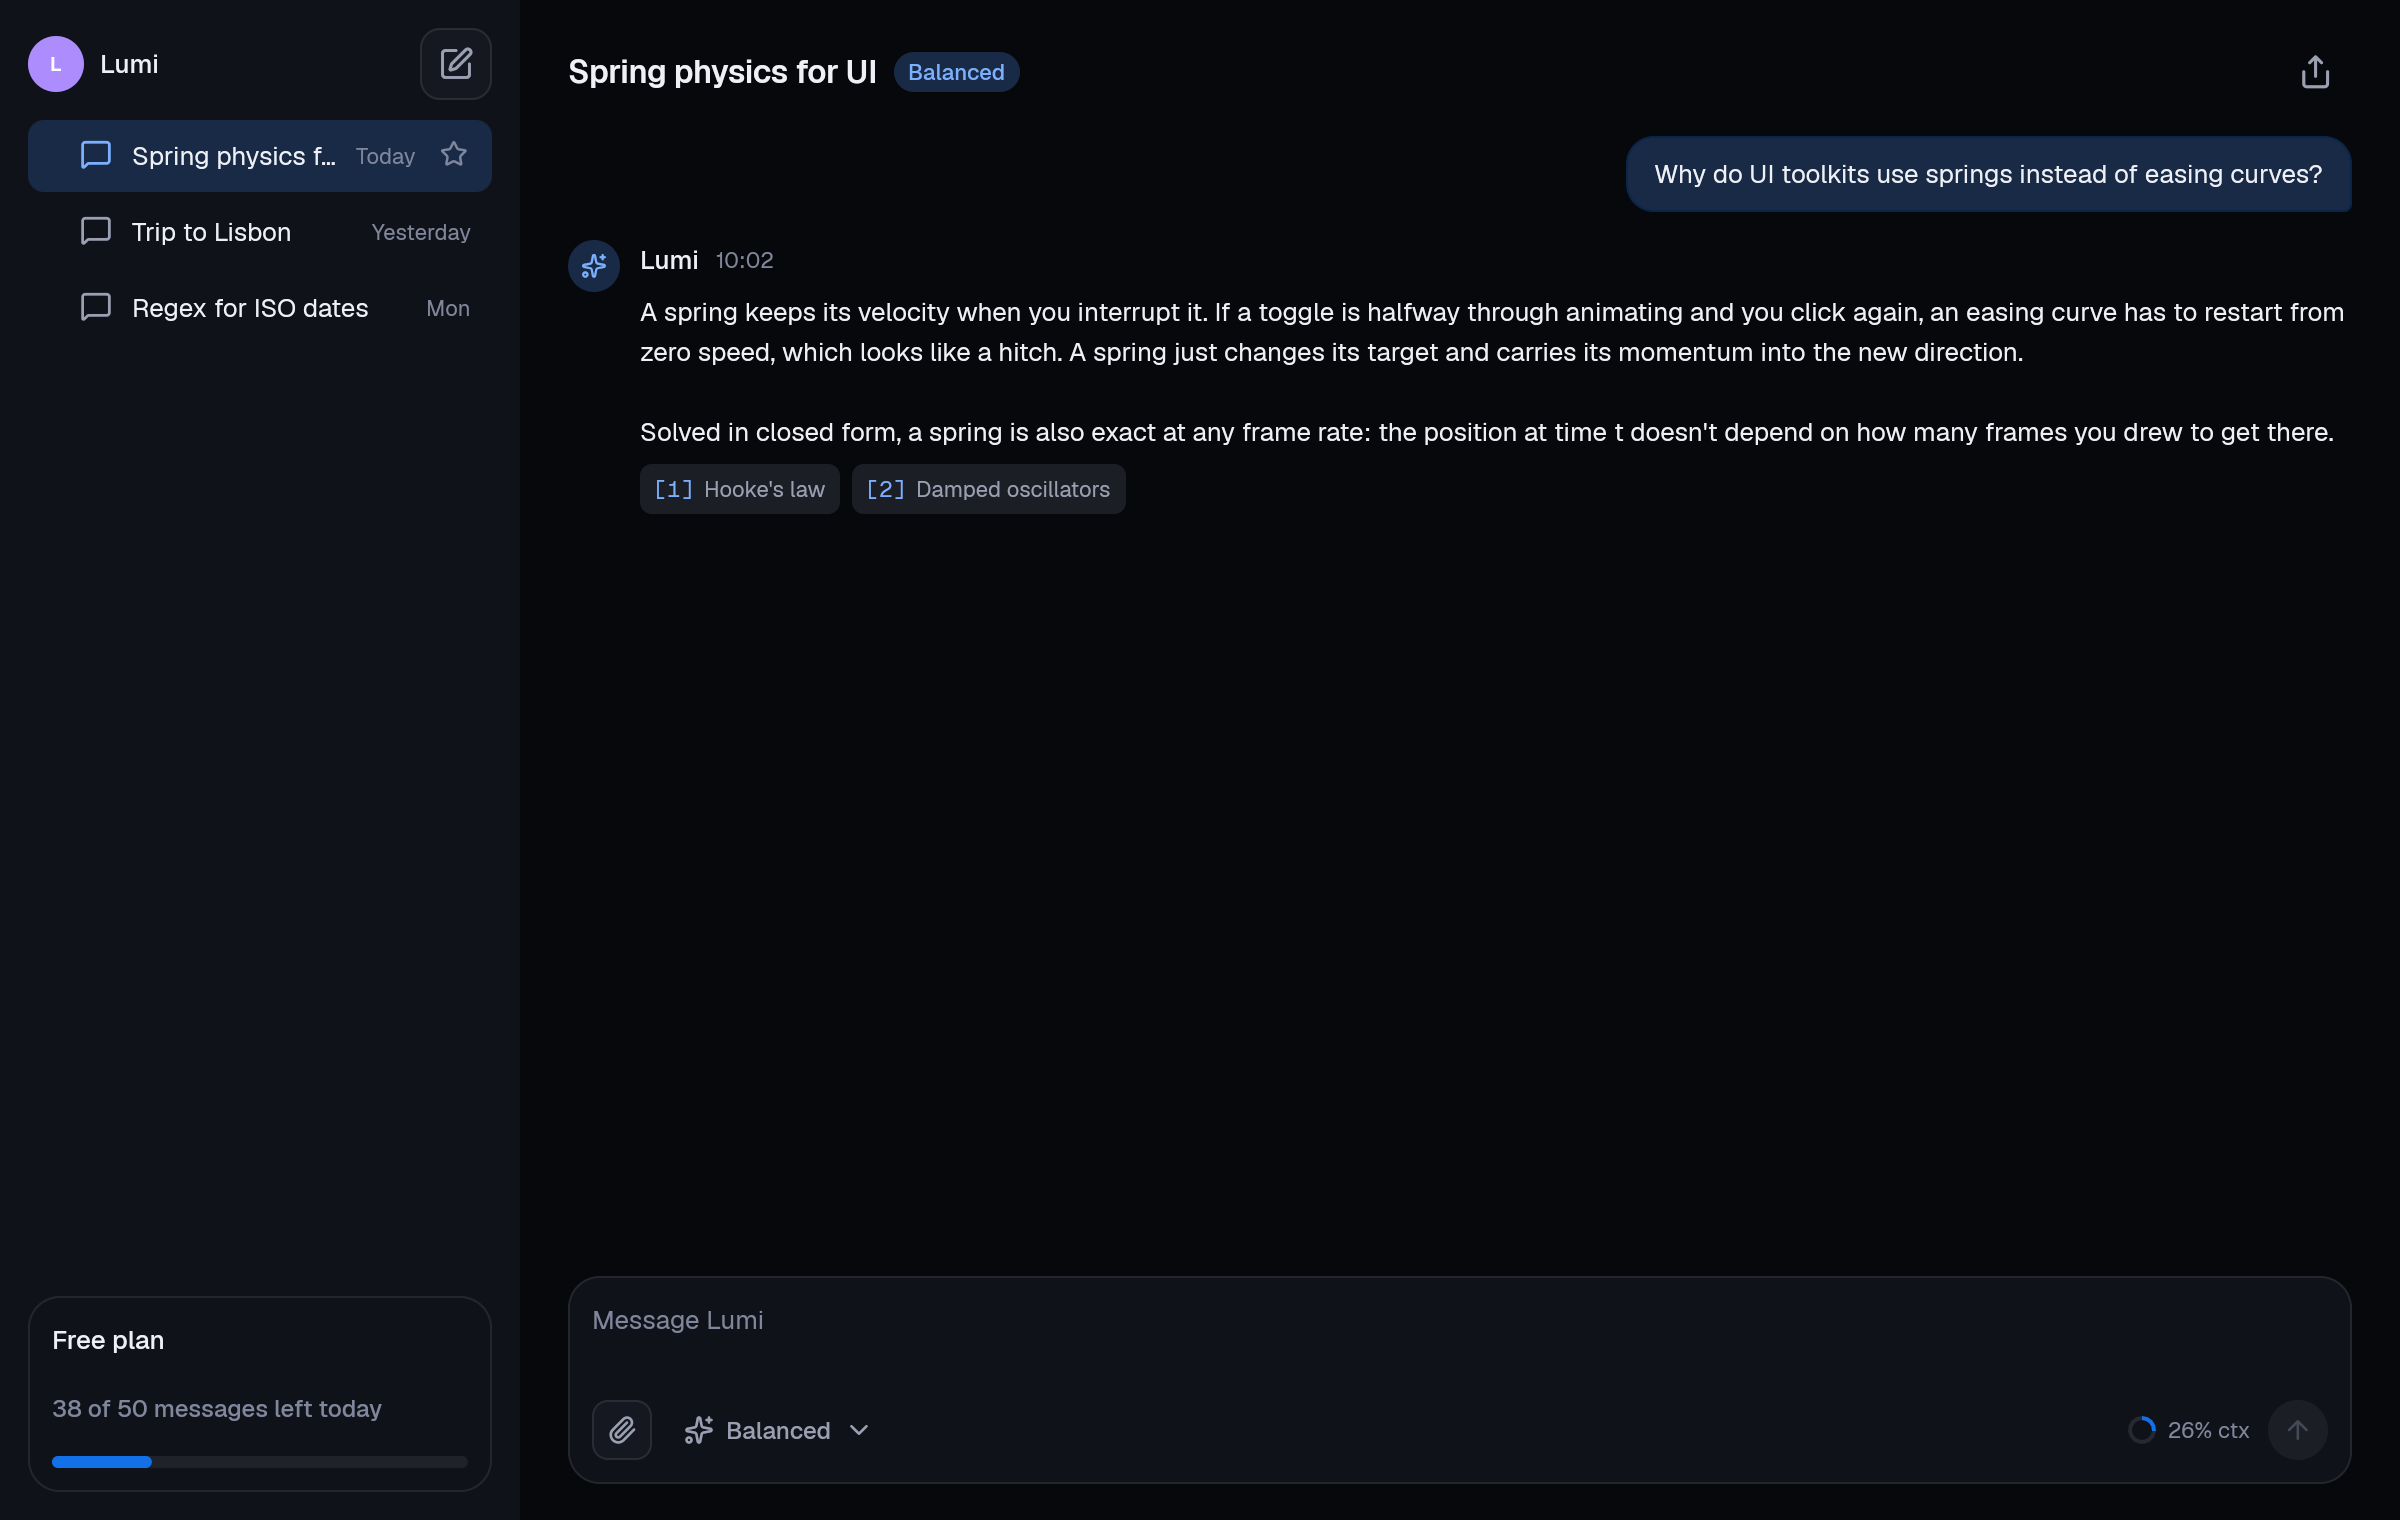 L
Lumi
Spring physics f…
Today
Trip to Lisbon
Yesterday
Regex for ISO dates
Mon
Free plan
38 of 50 messages left today
Spring physics for UI
Balanced
Why do UI toolkits use springs instead of easing curves?
Lumi 10:02
A spring keeps its velocity when you interrupt it. If a toggle is halfway through animating and you click again, an easing curve has to restart from
zero speed, which looks like a hitch. A spring just changes its target and carries its momentum into the new direction.
Solved in closed form, a spring is also exact at any frame rate: the position at time t doesn't depend on how many frames you drew to get there.
[1] Hooke's law
[2] Damped oscillators
Message Lumi
Balanced
26% ctx